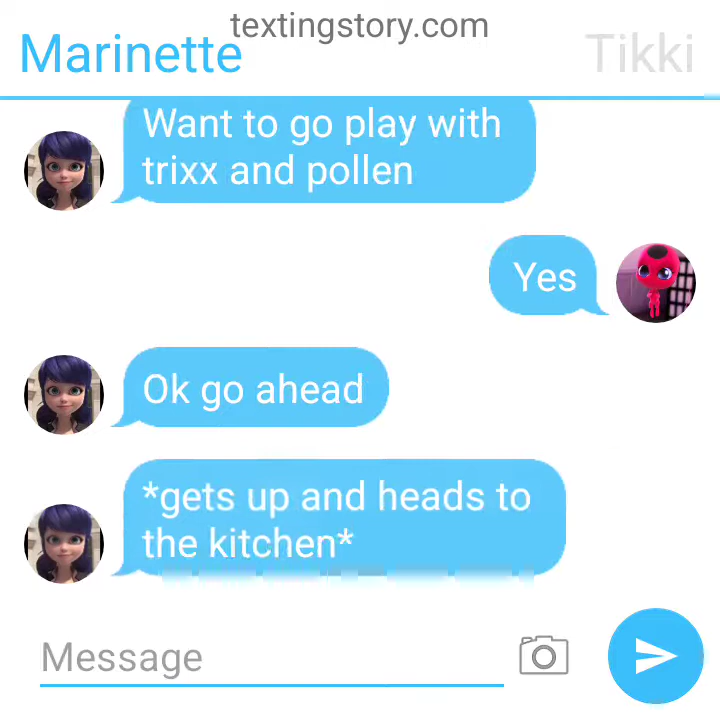 textingstory.com
Marinette
Tikki
Want to go play with
trixx and pollen
Yes
Ok go ahead
*gets up and heads to
the kitchen*
Message